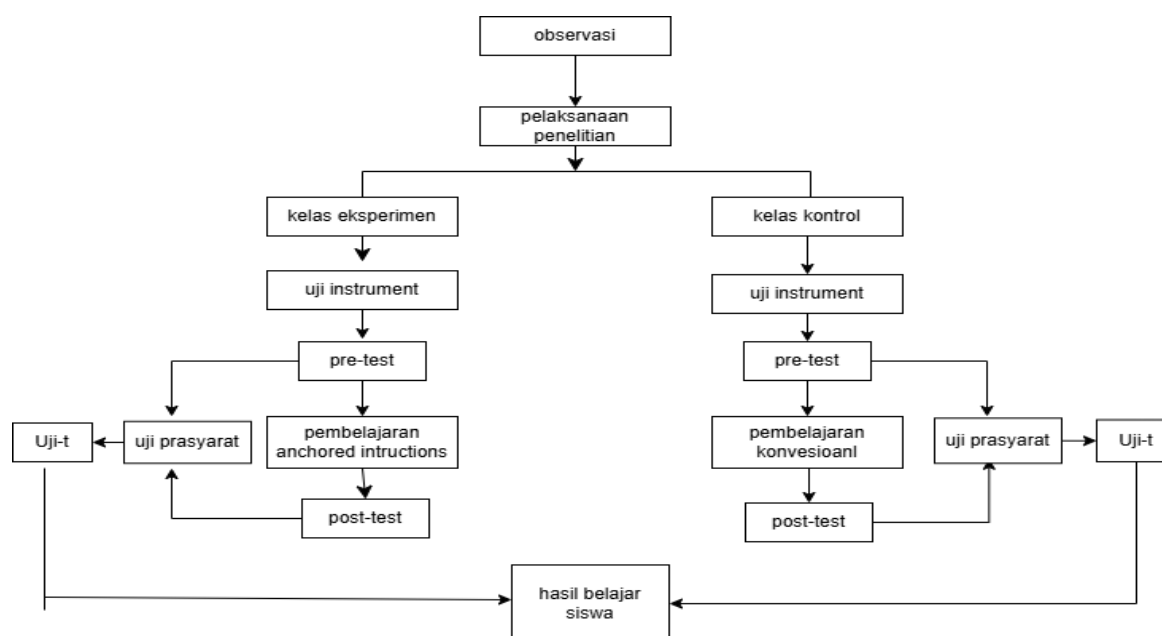 observasi
pelaksanaan
penelitian
kelas eksperimen
kelas kontrol
uji instrument
uji instrument
pre-test
pre-test
Uji-t
uji prasyarat
pembelajaran
anchored intructions
pembelajaran
konvesioanl
uji prasyarat
Uji-t
post-test
post-test
hasil belajar
siswa